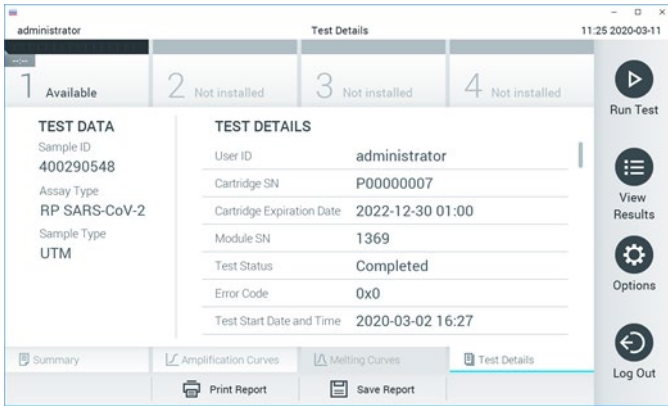 administrator Test Details 11:25 2020-03-11
--:--
1 Available 2 Not installed 3 Not installed 4 Not installed
Run Test
View
Results
Options
Log Out
TEST DATA
Sample ID
400290548
Assay Type
RP SARS-CoV-2
Sample Type
UTM
TEST DETAILS
User ID administrator
Cartridge SN P00000007
Cartridge Expiration Date 2022-12-30 01:00
Module SN 1369
Test Status Completed
Error Code 0x0
Test Start Date and Time 2020-03-02 16:27
Summary Amplification Curves Melting Curves Test Details
Print Report Save Report